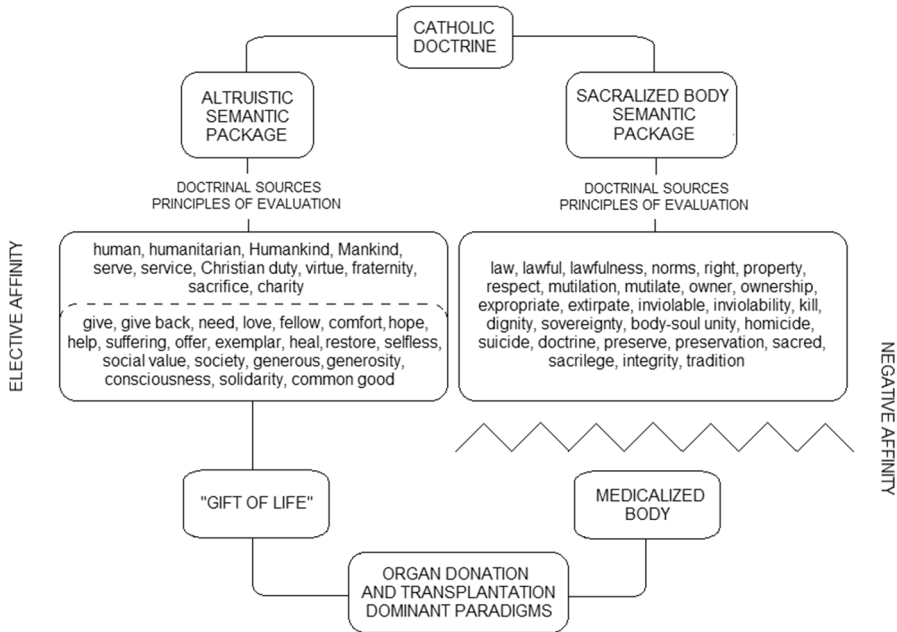 CATHOLIC
DOCTRINE
ALTRUISTIC
SEMANTIC
PACKAGE
SACRALIZED BODY
SEMANTIC
PACKAGE
DOCTRINAL SOURCES
PRINCIPLES OF EVALUATION
DOCTRINAL SOURCES
PRINCIPLES OF EVALUATION
ELECTIVE AFFINITY
human, humanitarian, Humankind, Mankind,
serve, service, Christian duty, virtue, fraternity,
sacrifice, charity
give, give back, need, love, fellow, comfort, hope,
help, suffering, offer, exemplar, heal, restore, selfless,
social value, society, generous, generosity,
consciousness, solidarity, common good
law, lawful, lawfulness, norms, right, property,
respect, mutilation, mutilate, owner, ownership,
expropriate, extirpate, inviolable, inviolability, kill,
dignity, sovereignty, body-soul unity, homicide,
suicide, doctrine, preserve, preservation, sacred,
sacrilege, integrity, tradition
NEGATIVE AFFINITY
"GIFT OF LIFE"
MEDICALIZED
BODY
ORGAN DONATION
AND TRANSPLANTATION
DOMINANT PARADIGMS